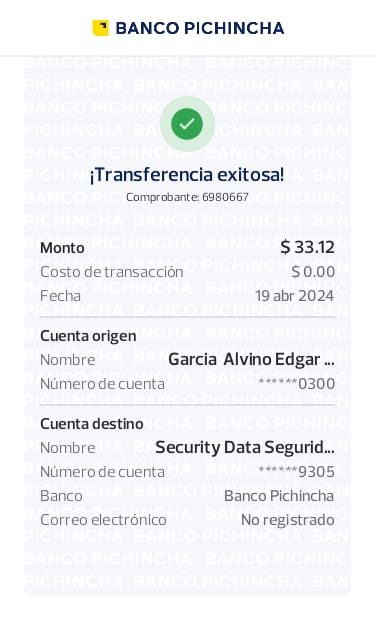 BANCO PICHINCHA
¡Transferencia exitosa!
Comprobante: 6980667
Monto $ 33.12
Costo de transacción $ 0.00
Fecha 19 abr 2024
Cuenta origen
Nombre Garcia Alvino Edgar ...
Número de cuenta ******0300
Cuenta destino
Nombre Security Data Segurid...
Número de cuenta ******9305
Banco Banco Pichincha
Correo electrónico No registrado